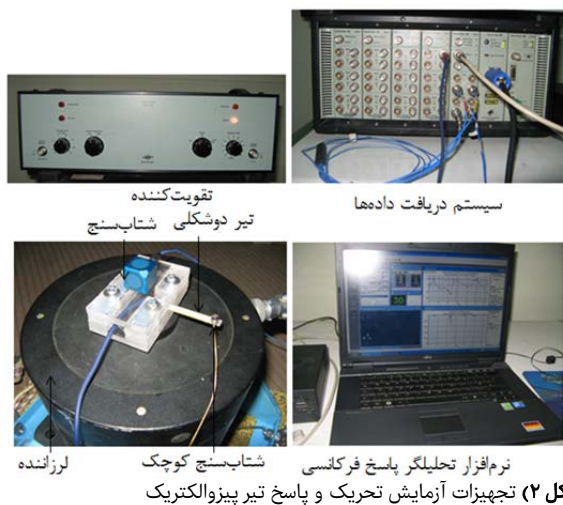 تقویت‌کننده
سیستم دریافت داده‌ها
تیر دوشکلی
شتاب‌سنج
30
لرزاننده
شتاب‌سنج کوچک
نرم‌افزار تحلیلگر پاسخ فرکانسی
کل ۲) تجهیزات آزمایش تحریک و پاسخ تیر پیزوالکتریک